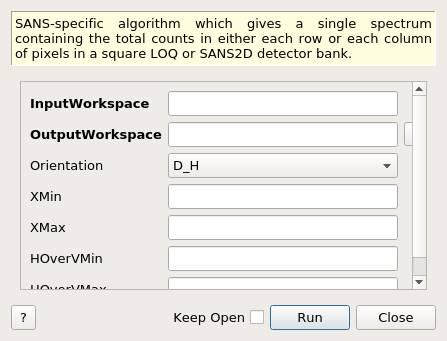 SANS-specific algorithm which gives a single spectrum
containing the total counts in either each row or each column
of pixels in a square LOQ or SANS2D detector bank.
InputWorkspace
OutputWorkspace
Orientation D_H
XMin
XMax
HOverVMin
HOverVMax
? Keep Open Run Close